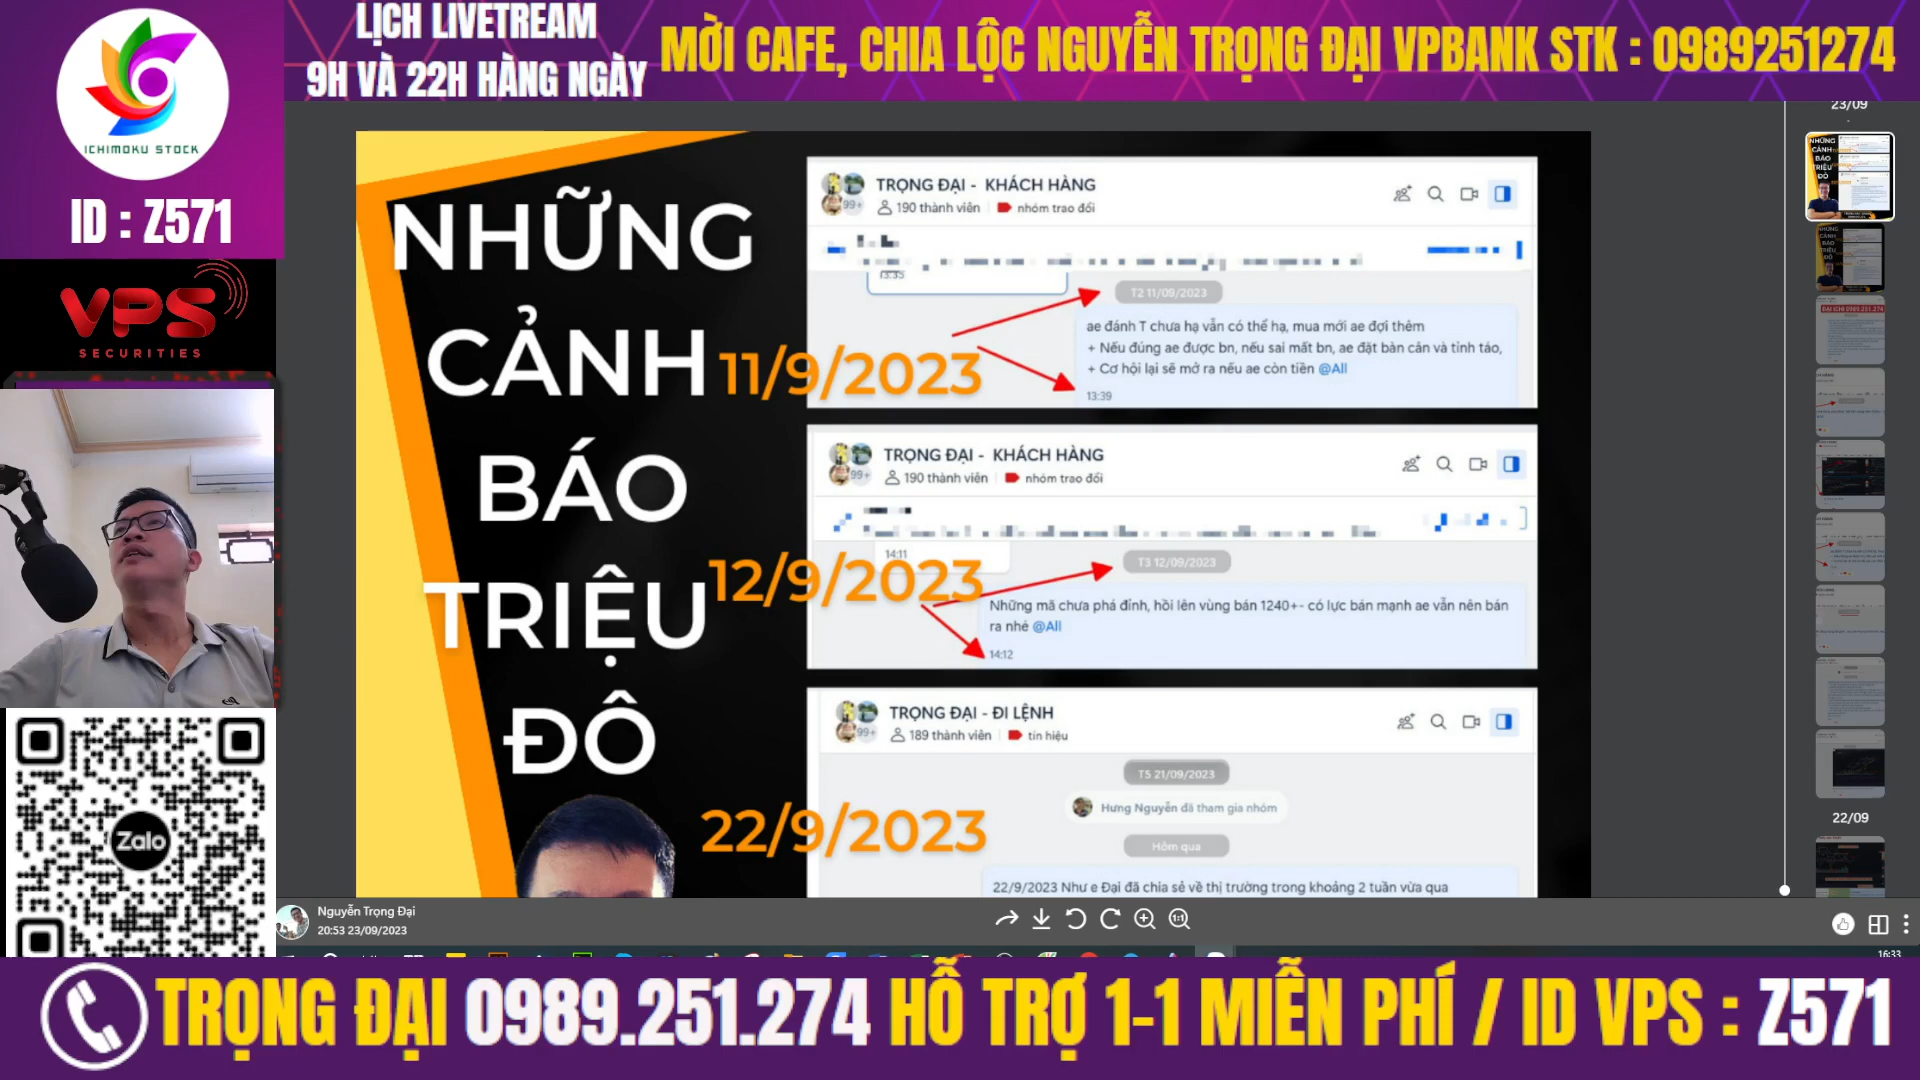 LỊCH LIVETREAM
9H VÀ 22H HÀNG NGÀY
MỜI CAFE, CHIA LỘC NGUYỄN TRỌNG ĐẠI VPBANK STK : 0989251274
ICHIMOKU STOCK
ID : Z571
VPS
SECURITIES
Zalo
NHỮNG
CẢNH
BÁO
TRIỆU
ĐÔ
11/9/2023
12/9/2023
22/9/2023
TRỌNG ĐẠI - KHÁCH HÀNG
99+
190 thành viên
nhóm trao đổi
T2 11/09/2023
ae đánh T chưa hạ vẫn có thể hạ, mua mới ae đợi thêm
+ Nếu đúng ae được bn, nếu sai mất bn, ae đặt bàn cân và tỉnh táo,
+ Cơ hội lại sẽ mở ra nếu ae còn tiền @All
13:39
TRỌNG ĐẠI - KHÁCH HÀNG
99+
190 thành viên
nhóm trao đổi
14:11
T3 12/09/2023
Những mã chưa phá đỉnh, hồi lên vùng bán 1240+- có lực bán mạnh ae vẫn nên bán
ra nhé @All
14:12
TRỌNG ĐẠI - ĐI LỆNH
99+
189 thành viên
tín hiệu
T5 21/09/2023
Hưng Nguyễn đã tham gia nhóm
Hôm qua
22/9/2023 Như e Đại đã chia sẻ về thị trường trong khoảng 2 tuần vừa qua
23/09
22/09
Nguyễn Trọng Đại
20:53 23/09/2023
16:33
TRỌNG ĐẠI 0989.251.274 HỖ TRỢ 1-1 MIỄN PHÍ / ID VPS : Z571